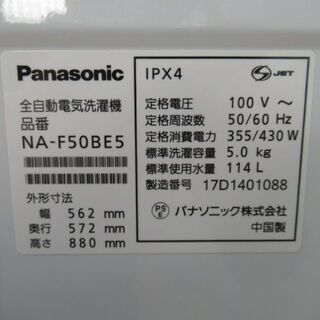 Panasonic
全自動電気洗濯機
品番
NA-F50BE5
外形寸法
幅 562 mm
奥行 572 mm
高さ 880 mm
IPX4
S JET
定格電圧 100 V ～
定格周波数 50/60 Hz
定格消費電力 355/430 W
標準洗濯容量 5.0 kg
標準使用水量 114 L
製造番号 17D1401088
PS E
パナソニック株式会社
中国製